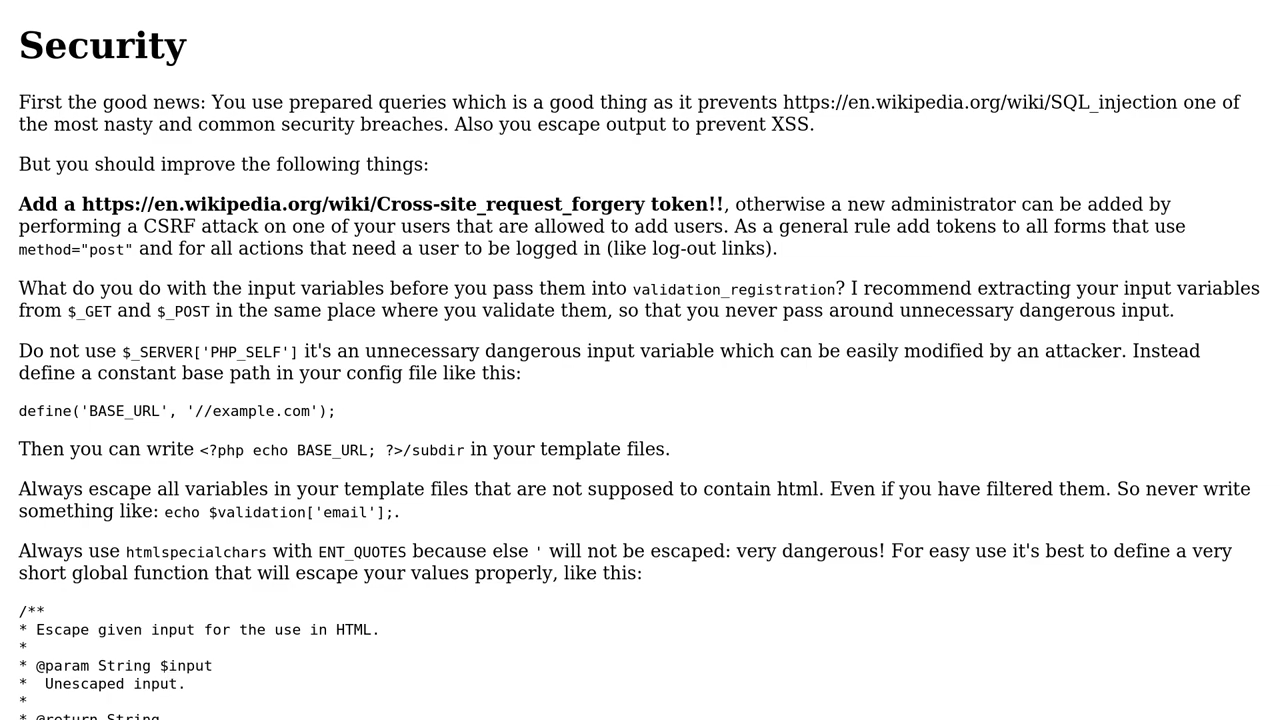 Security
First the good news: You use prepared queries which is a good thing as it prevents https://en.wikipedia.org/wiki/SQL_injection one of
the most nasty and common security breaches. Also you escape output to prevent XSS.
But you should improve the following things:
Add a https://en.wikipedia.org/wiki/Cross-site_request_forgery token!!, otherwise a new administrator can be added by
performing a CSRF attack on one of your users that are allowed to add users. As a general rule add tokens to all forms that use
method="post" and for all actions that need a user to be logged in (like log-out links).
What do you do with the input variables before you pass them into validation_registration? I recommend extracting your input variables
from $_GET and $_POST in the same place where you validate them, so that you never pass around unnecessary dangerous input.
Do not use $_SERVER['PHP_SELF'] it's an unnecessary dangerous input variable which can be easily modified by an attacker. Instead
define a constant base path in your config file like this:
define('BASE_URL', '//example.com');
Then you can write <?php echo BASE_URL; ?>/subdir in your template files.
Always escape all variables in your template files that are not supposed to contain html. Even if you have filtered them. So never write
something like: echo $validation['email'];.
Always use htmlspecialchars with ENT_QUOTES because else ' will not be escaped: very dangerous! For easy use it's best to define a very
short global function that will escape your values properly, like this:
/**
* Escape given input for the use in HTML.
*
* @param String $input
*  Unescaped input.
*
* @return String